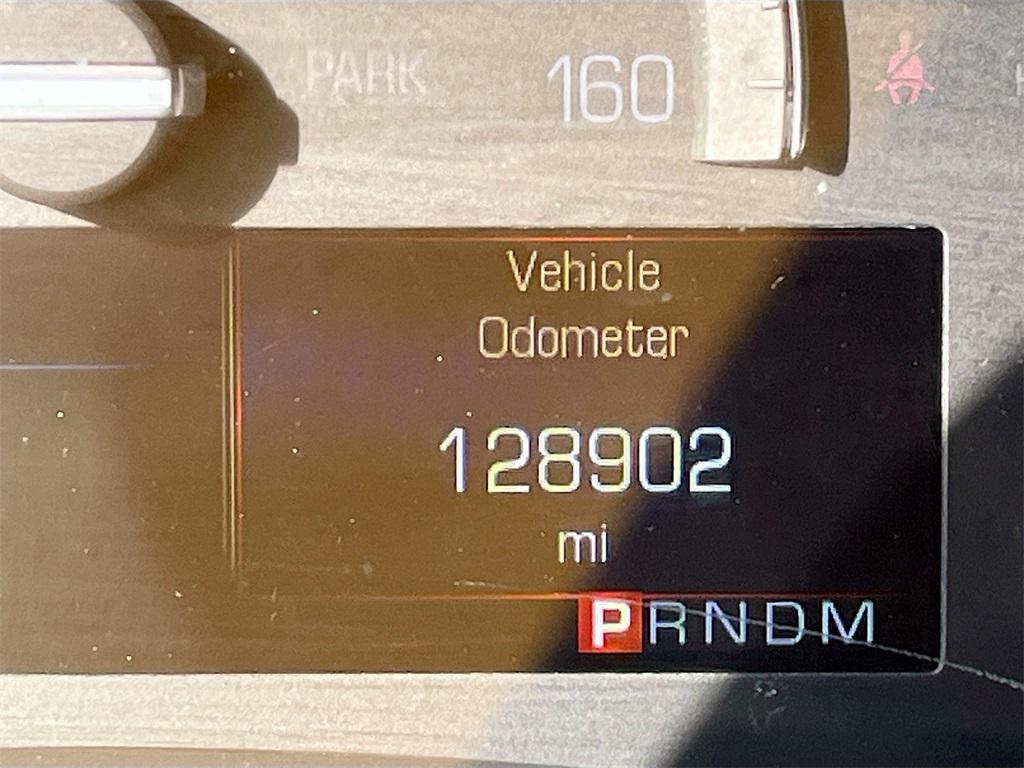 PARK
160
Vehicle
Odometer
128902
mi
PRNDM